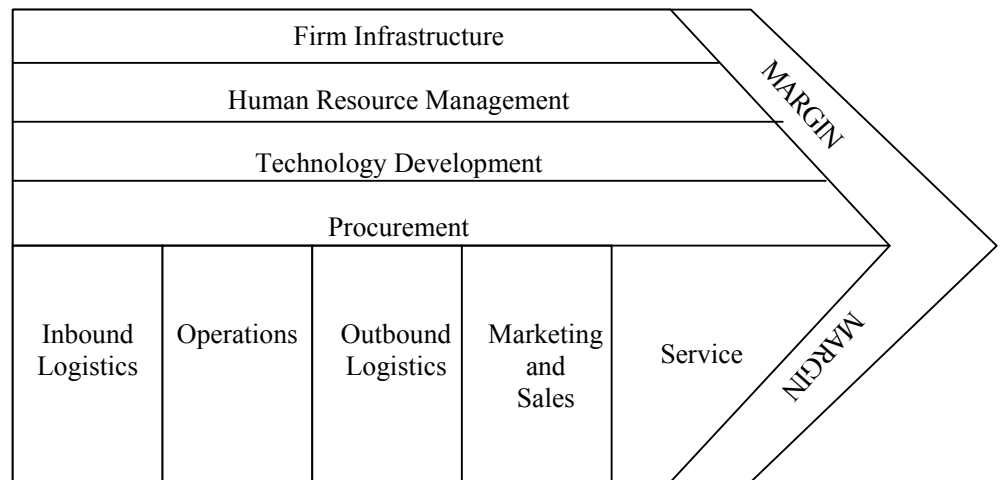 Firm Infrastructure
Human Resource Management
Technology Development
Procurement
MARGIN
Inbound
Logistics
Operations
Outbound
Logistics
Marketing
and
Sales
Service
MARGIN